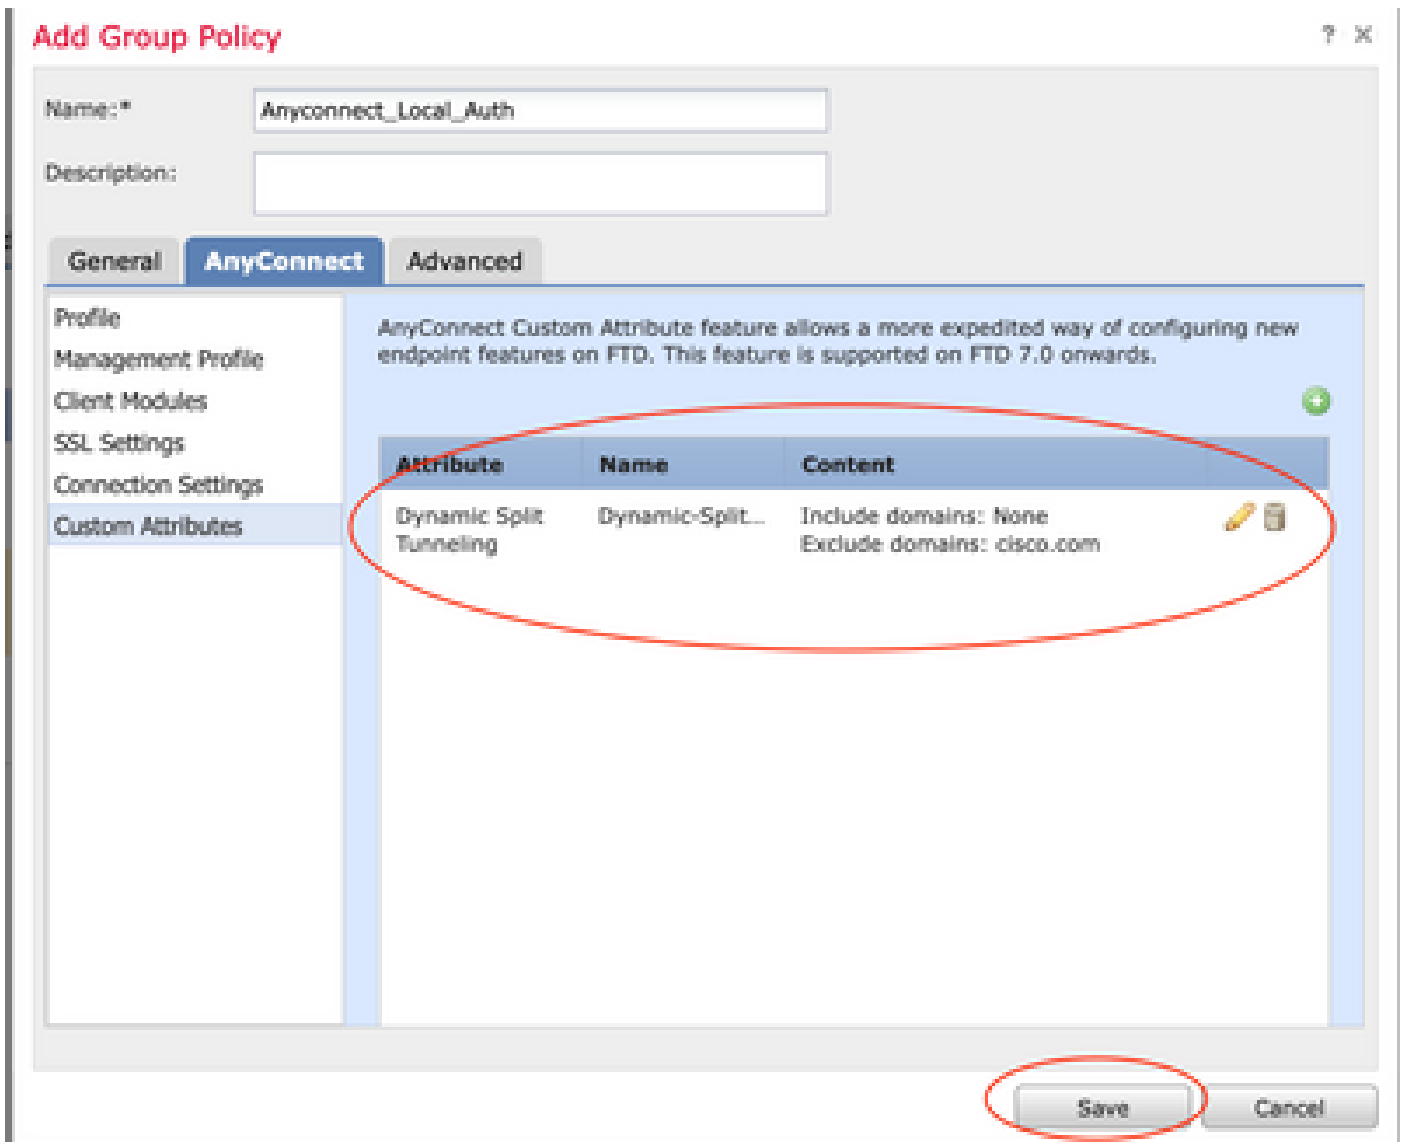 Add Group Policy
? X
Name:* Anyconnect_Local_Auth
Description:
General AnyConnect Advanced
Profile
Management Profile
Client Modules
SSL Settings
Connection Settings
Custom Attributes
AnyConnect Custom Attribute feature allows a more expedited way of configuring new
endpoint features on FTD. This feature is supported on FTD 7.0 onwards.
Attribute Name Content
Dynamic Split Dynamic-Split... Include domains: None
Tunneling Exclude domains: cisco.com
Save Cancel